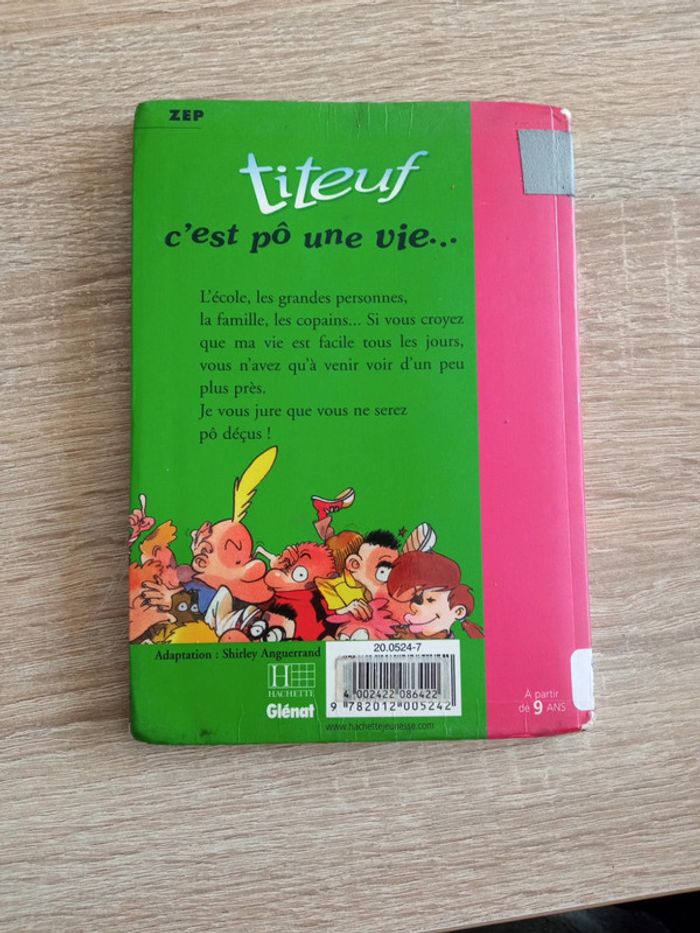 ZEP
titeuf
c'est pô une vie...
L'école, les grandes personnes,
la famille, les copains... Si vous croyez
que ma vie est facile tous les jours,
vous n'avez qu'à venir voir d'un peu
plus près.
Je vous jure que vous ne serez
pô déçus !
Adaptation : Shirley Anguerrand
20.0524-7
H
HACHETTE
Glénat
4 002422 086422
9 782012 005242
www.hachettejeunesse.com
À partir
de 9 ANS